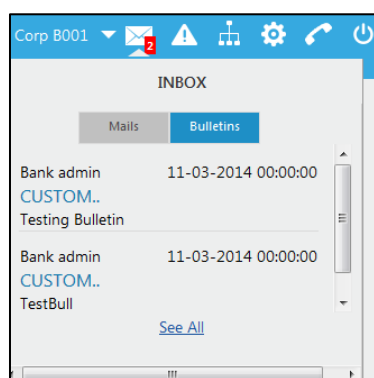 Corp B001
2
INBOX
Mails Bulletins
Bank admin 11-03-2014 00:00:00
CUSTOM..
Testing Bulletin
Bank admin 11-03-2014 00:00:00
CUSTOM..
TestBull
See All